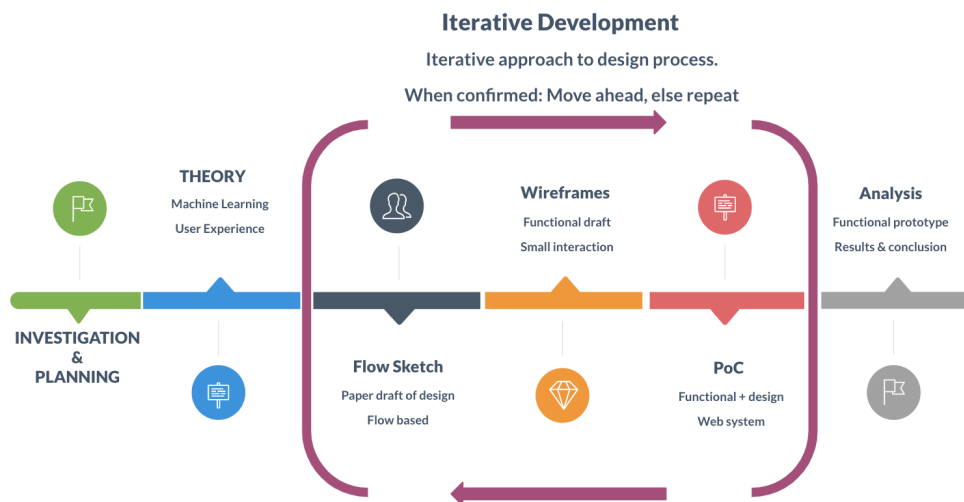 Iterative Development
Iterative approach to design process.
When confirmed: Move ahead, else repeat
THEORY
Machine Learning
User Experience
Wireframes
Functional draft
Small interaction
Analysis
Functional prototype
Results & conclusion
INVESTIGATION
&
PLANNING
Flow Sketch
Paper draft of design
Flow based
PoC
Functional + design
Web system